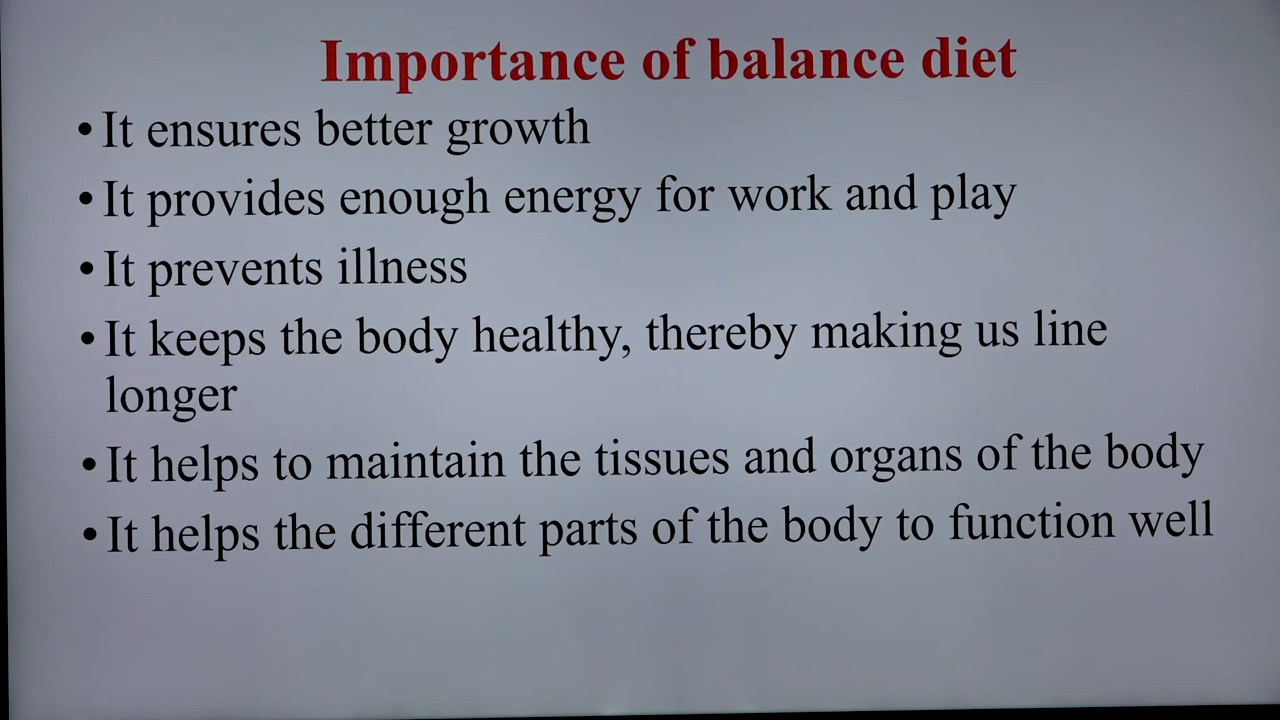 Importance of balance diet
• It ensures better growth
• It provides enough energy for work and play
• It prevents illness
• It keeps the body healthy, thereby making us line
longer
• It helps to maintain the tissues and organs of the body
• It helps the different parts of the body to function well